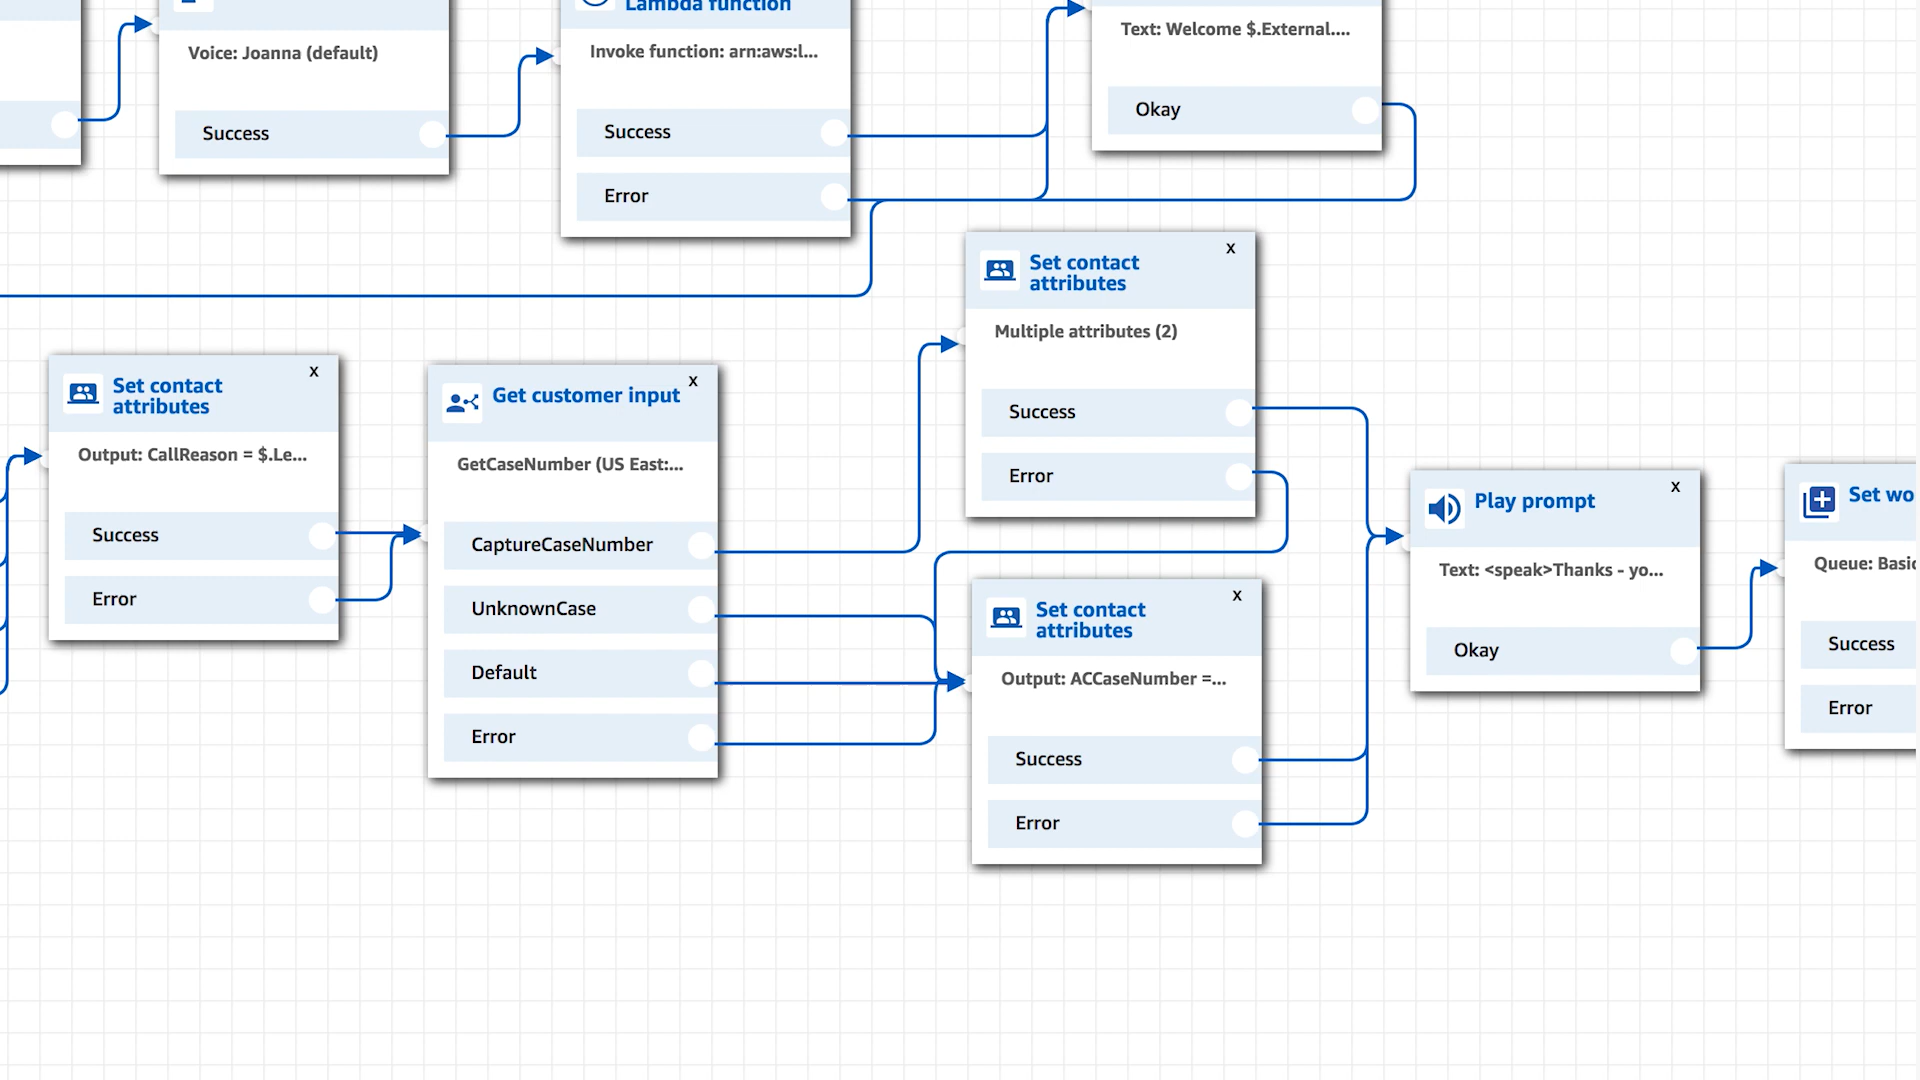 Lambda function
Voice: Joanna (default)
Success
Invoke function: arn:aws:l...
Success
Error
Text: Welcome $.External....
Okay
x
Set contact
attributes
Output: CallReason = $.Le...
Success
Error
x
Get customer input
GetCaseNumber (US East:...
CaptureCaseNumber
UnknownCase
Default
Error
x
Set contact
attributes
Multiple attributes (2)
Success
Error
x
Set contact
attributes
Output: ACCaseNumber =...
Success
Error
x
Play prompt
Text: <speak>Thanks - yo...
Okay
Set wo
Queue: Basic
Success
Error